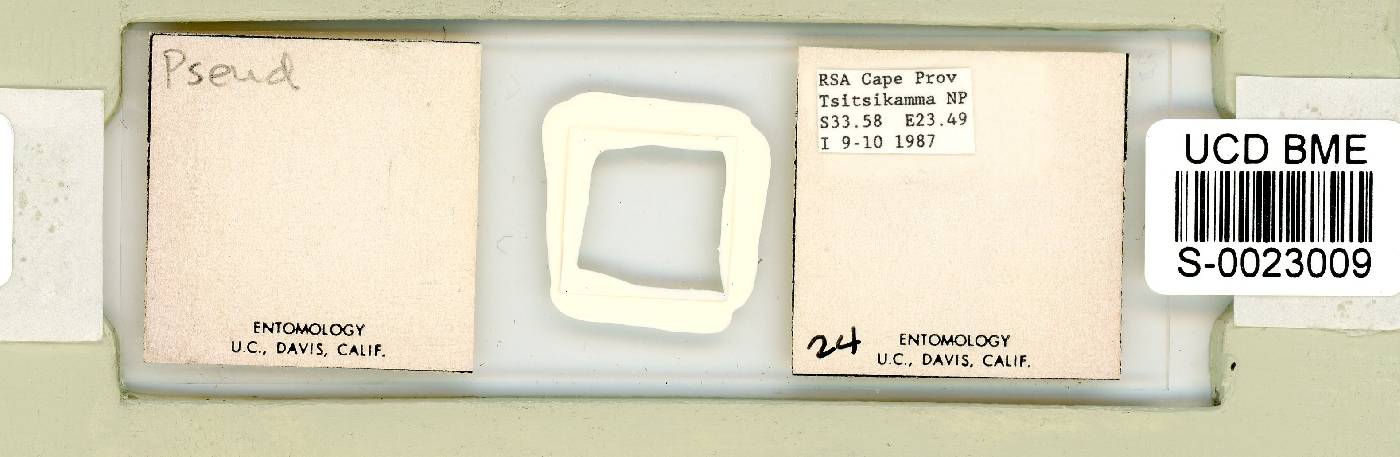 Pseud
ENTOMOLOGY
U.C., DAVIS, CALIF.
RSA Cape Prov
Tsitsikamma NP
S33.58 E23.49
I 9-10 1987
24
ENTOMOLOGY
U.C., DAVIS, CALIF.
UCD BME
S-0023009